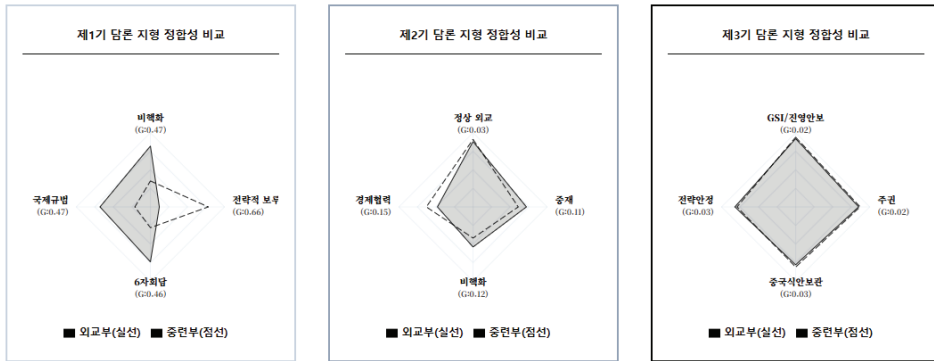 제1기 담론 지형 정합성 비교
비핵화
(G:0.47)
국제규범
(G:0.47)
전략적 보루
(G:0.66)
6자회담
(G:0.46)
외교부(실선) 중련부(점선)
제2기 담론 지형 정합성 비교
정상 외교
(G:0.03)
경제협력
(G:0.15)
중재
(G:0.11)
비핵화
(G:0.12)
외교부(실선) 중련부(점선)
제3기 담론 지형 정합성 비교
GSI/진영안보
(G:0.02)
전략안정
(G:0.03)
주권
(G:0.02)
중국식안보관
(G:0.03)
외교부(실선) 중련부(점선)